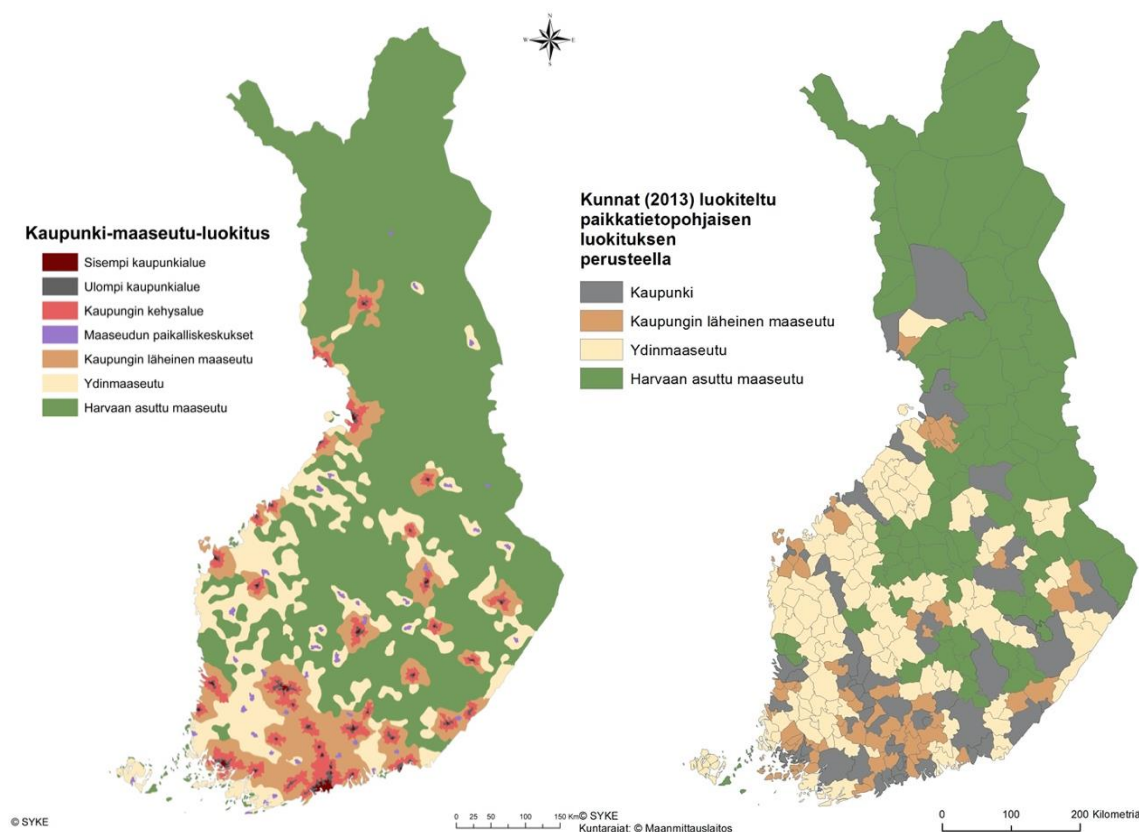 N
W E
S
Kaupunki-maaseutu-luokitus
Sisempi kaupunkialue
Ulompi kaupunkialue
Kaupungin kehysalue
Maaseudun paikalliskeskukset
Kaupungin läheinen maaseutu
Ydinmaaseutu
Harvaan asuttu maaseutu
© SYKE
0 25 50 100 150 Km
Kunnat (2013) luokiteltu
paikkatietopohjaisen
luokituksen
perusteella
Kaupunki
Kaupungin läheinen maaseutu
Ydinmaaseutu
Harvaan asuttu maaseutu
© SYKE
Kuntarajat: © Maanmittauslaitos
0 100 200 Kilometriä